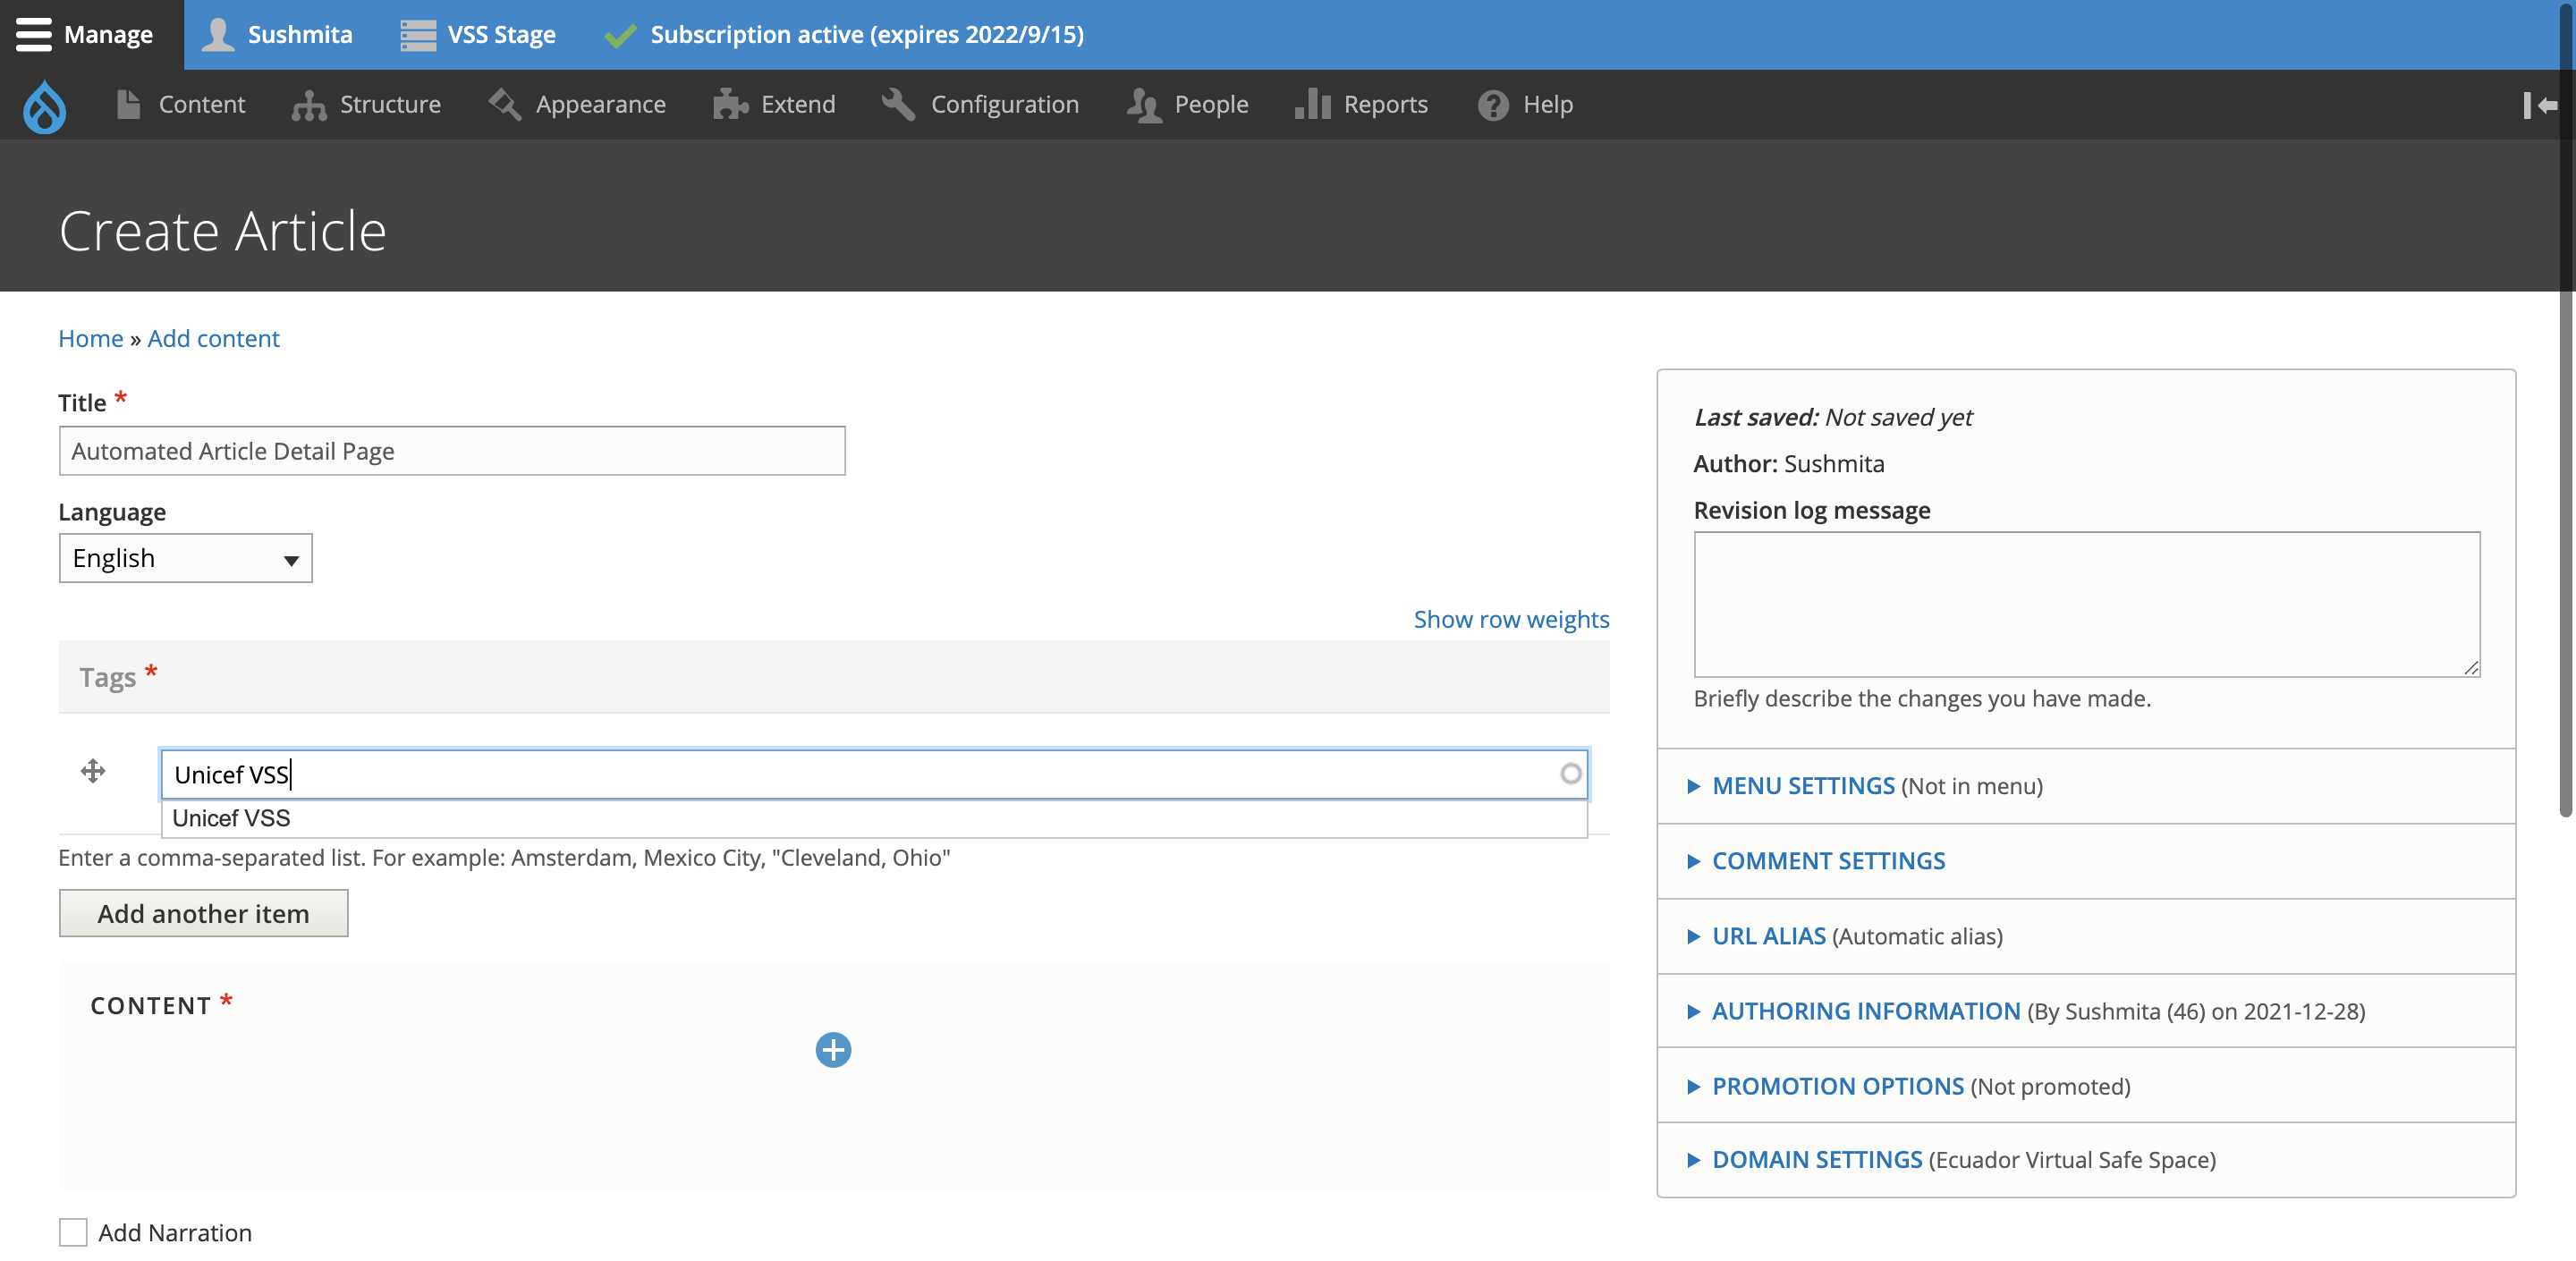 Manage Sushmita VSS Stage Subscription active (expires 2022/9/15)
Content Structure Appearance Extend Configuration People Reports Help
Create Article
Home » Add content
Title *
Automated Article Detail Page
Language
English
Show row weights
Tags *
Unicef VSS
Unicef VSS
Enter a comma-separated list. For example: Amsterdam, Mexico City, "Cleveland, Ohio"
Add another item
CONTENT *
Add Narration
Last saved: Not saved yet
Author: Sushmita
Revision log message
Briefly describe the changes you have made.
MENU SETTINGS (Not in menu)
COMMENT SETTINGS
URL ALIAS (Automatic alias)
AUTHORING INFORMATION (By Sushmita (46) on 2021-12-28)
PROMOTION OPTIONS (Not promoted)
DOMAIN SETTINGS (Ecuador Virtual Safe Space)